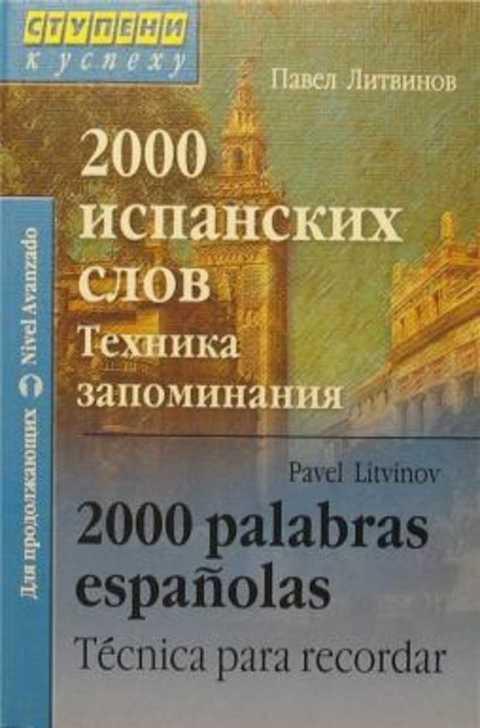 СТУПЕНИ
к успеху
Павел Литвинов
2000
испанских
слов
Техника
запоминания
Для продолжающих Nivel Avanzado
Pavel Litvinov
2000 palabras
españolas
Técnica para recordar